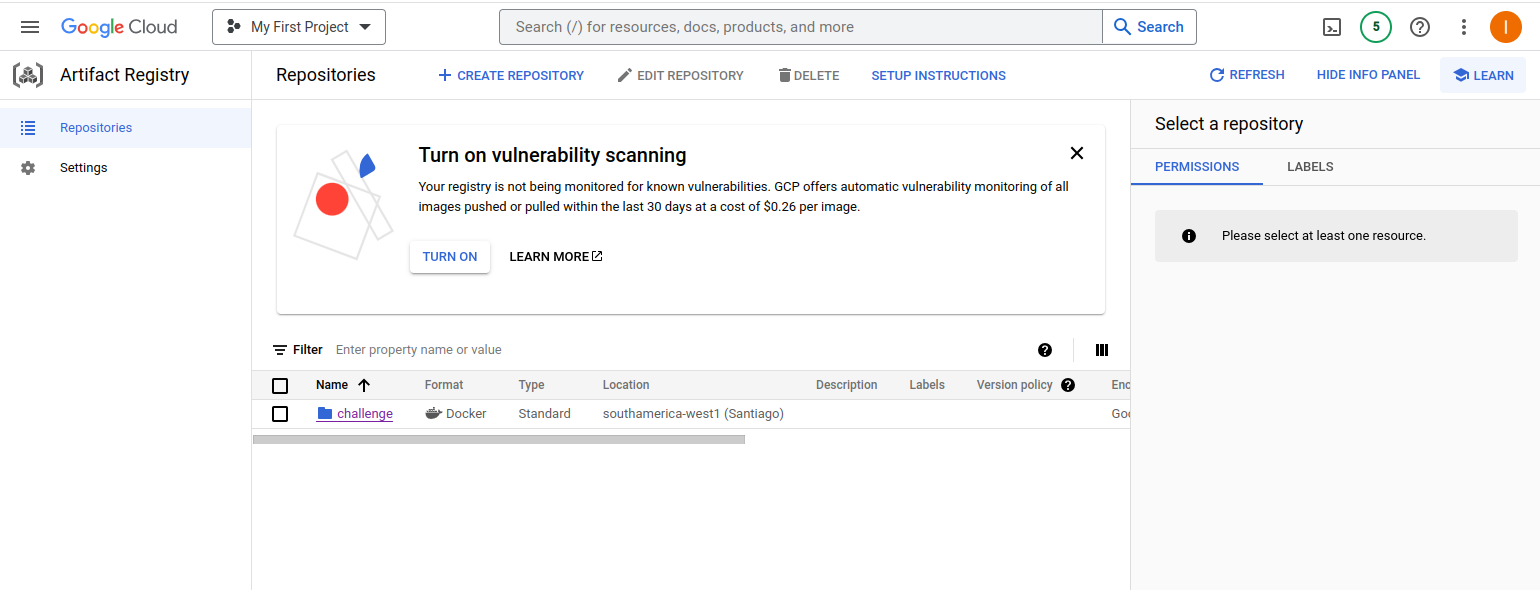 Google Cloud
My First Project
Search (/) for resources, docs, products, and more
Search
5
I
Artifact Registry
Repositories
CREATE REPOSITORY
EDIT REPOSITORY
DELETE
SETUP INSTRUCTIONS
REFRESH
HIDE INFO PANEL
LEARN
Repositories
Settings
Turn on vulnerability scanning
Your registry is not being monitored for known vulnerabilities. GCP offers automatic vulnerability monitoring of all
images pushed or pulled within the last 30 days at a cost of $0.26 per image.
TURN ON
LEARN MORE
Filter Enter property name or value
Name Format Type Location Description Labels Version policy Enc
challenge Docker Standard southamerica-west1 (Santiago) Goo
Select a repository
PERMISSIONS
LABELS
Please select at least one resource.